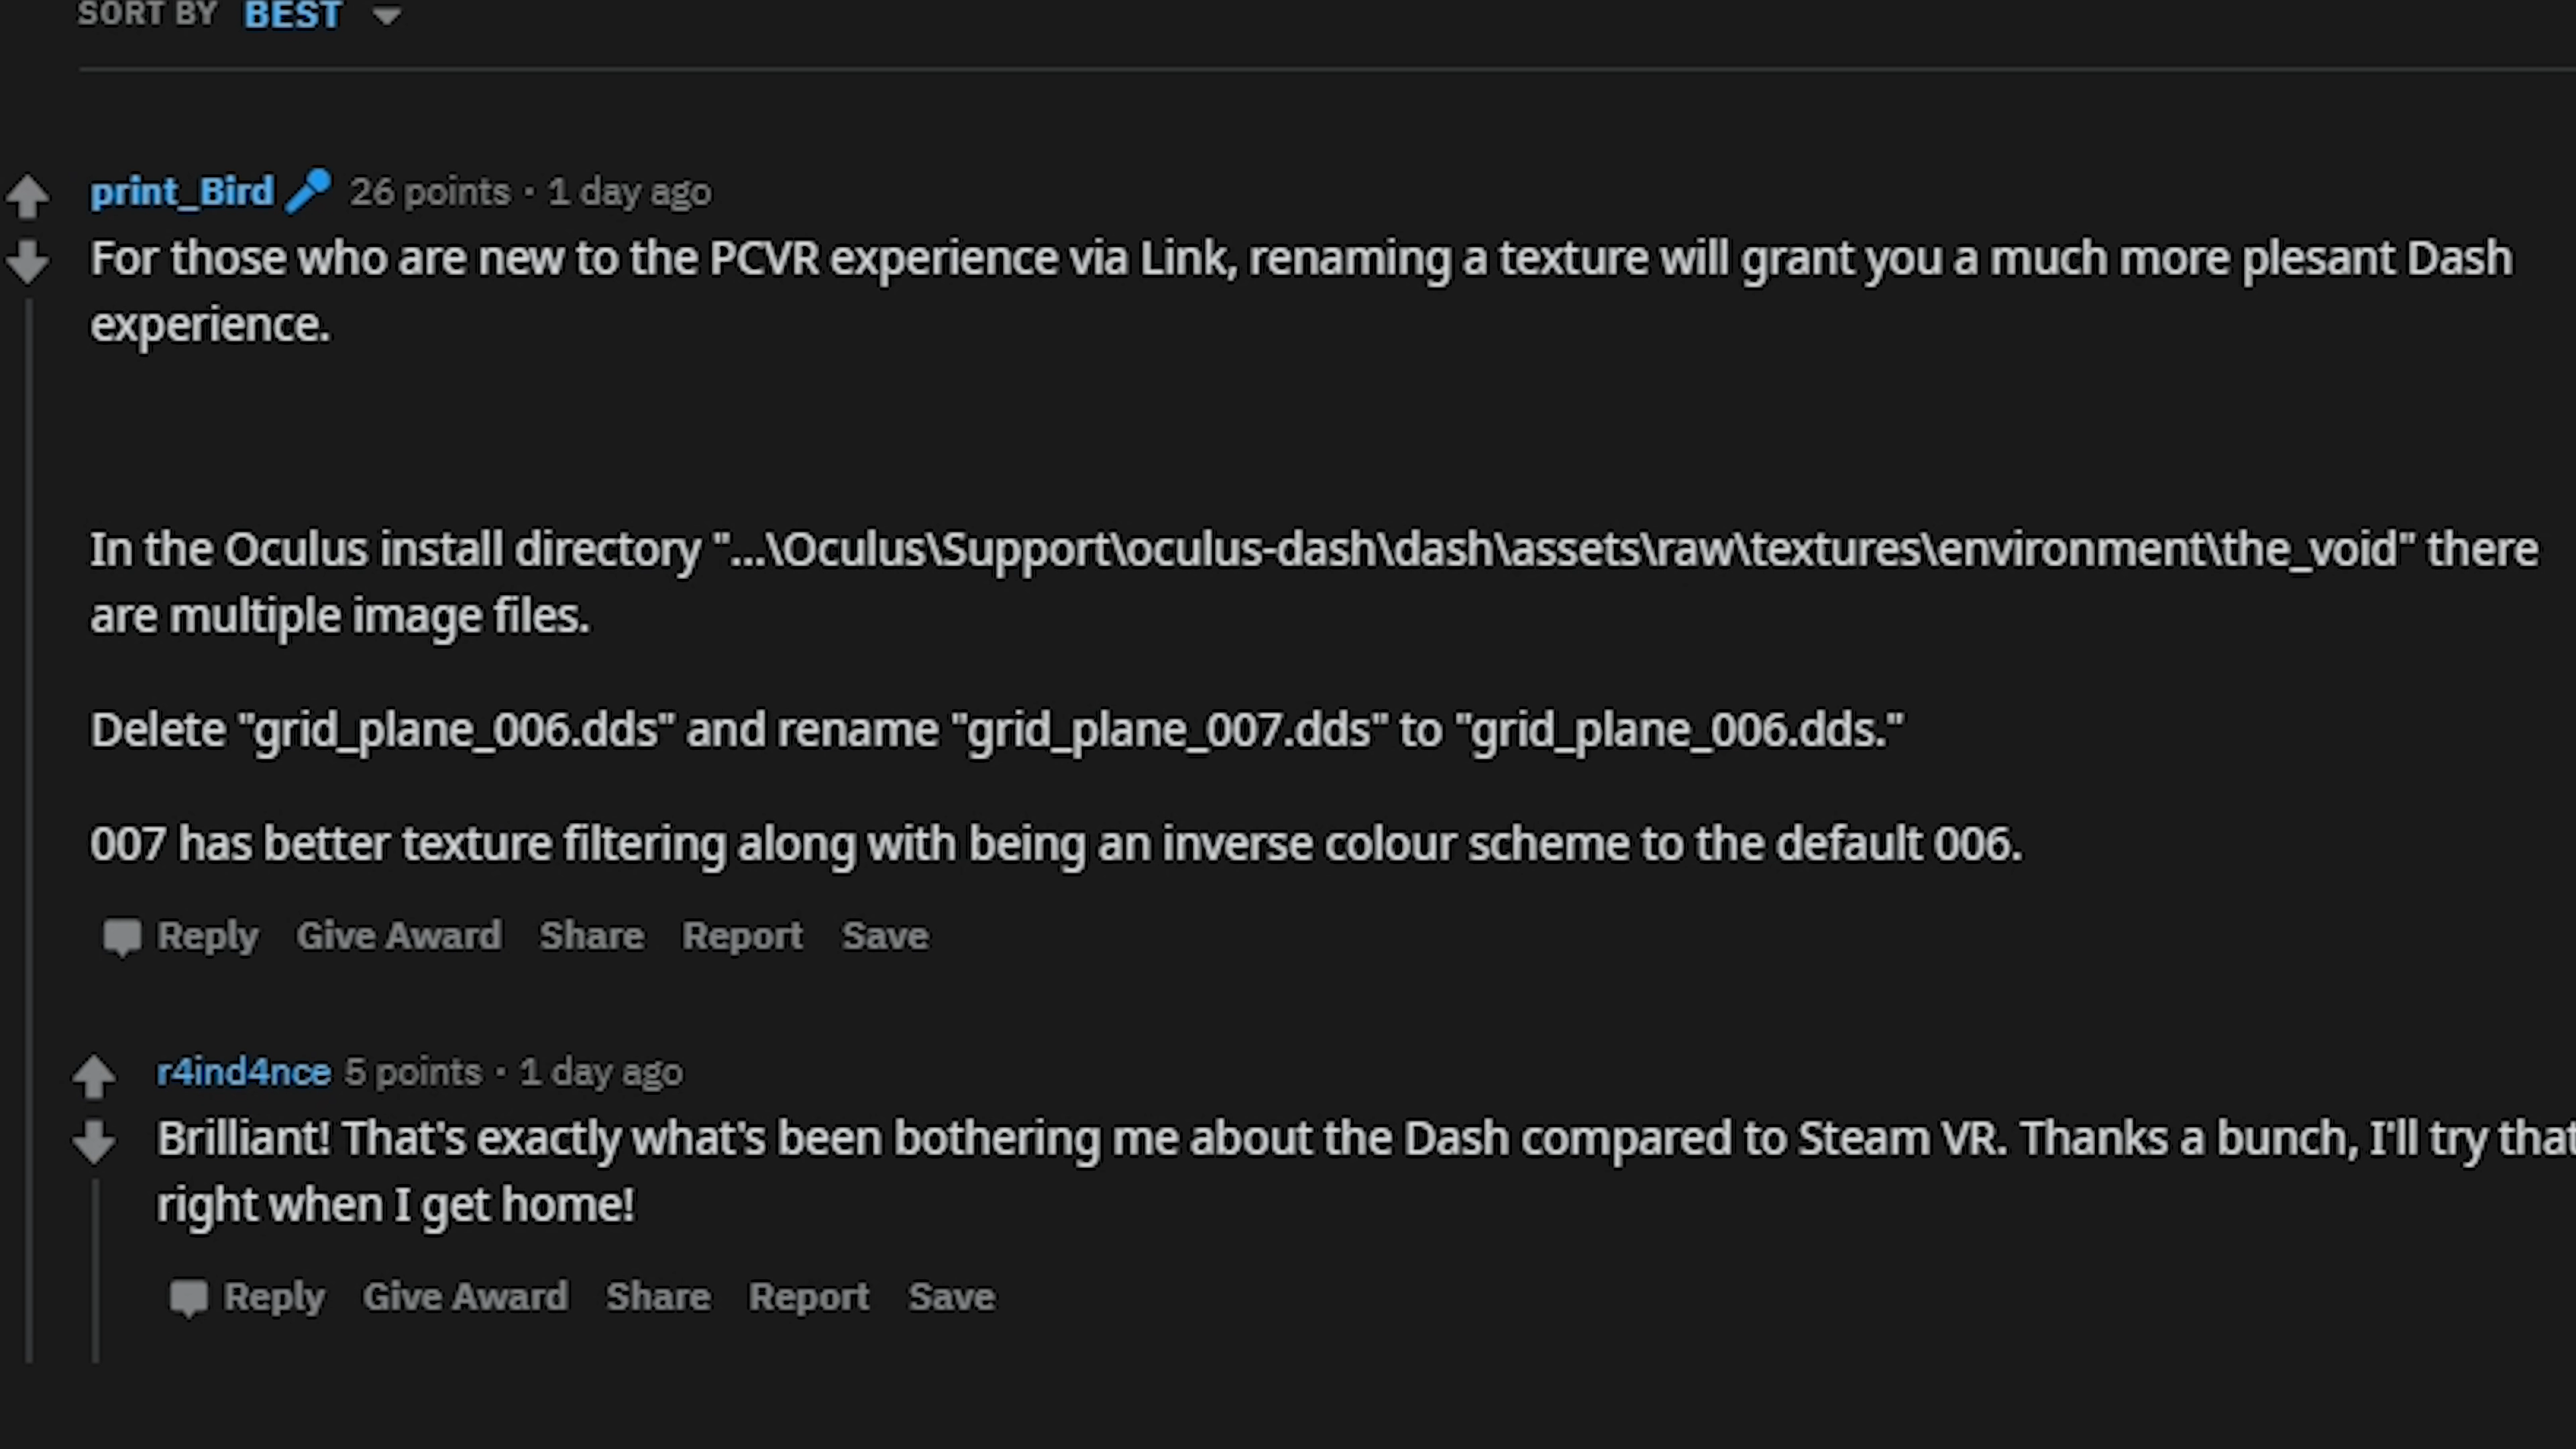 SORT BY BEST
print_Bird 26 points · 1 day ago
For those who are new to the PCVR experience via Link, renaming a texture will grant you a much more plesant Dash
experience.
In the Oculus install directory "...\Oculus\Support\oculus-dash\dash\assets\raw\textures\environment\the_void" there
are multiple image files.
Delete "grid_plane_006.dds" and rename "grid_plane_007.dds" to "grid_plane_006.dds."
007 has better texture filtering along with being an inverse colour scheme to the default 006.
Reply Give Award Share Report Save
r4ind4nce 5 points · 1 day ago
Brilliant! That's exactly what's been bothering me about the Dash compared to Steam VR. Thanks a bunch, I'll try that
right when I get home!
Reply Give Award Share Report Save